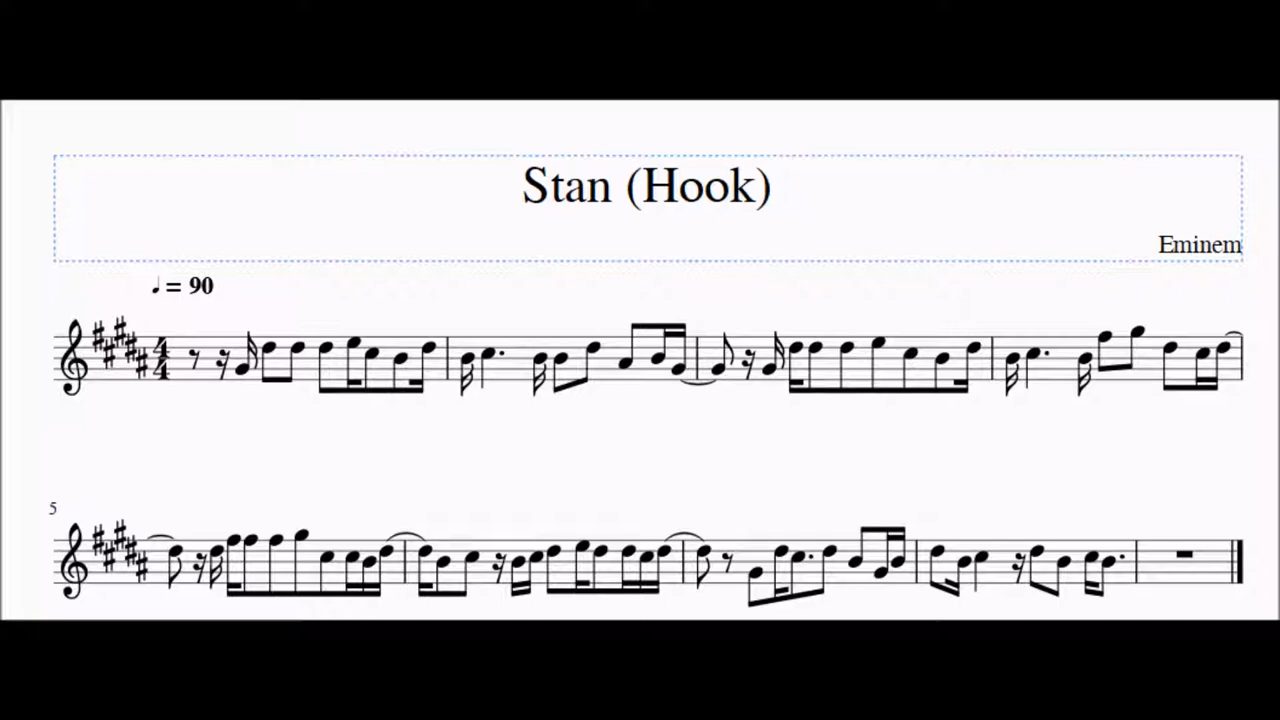 Stan (Hook)
Eminem
♩ = 90
4
4
5